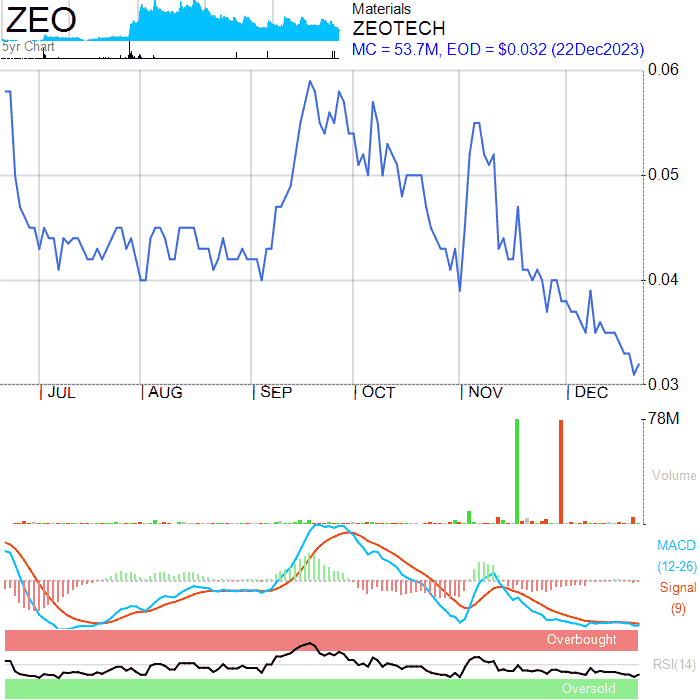 ZEO
5yr Chart
Materials
ZEOTECH
MC = 53.7M, EOD = $0.032 (22Dec2023)
0.06
0.05
0.04
0.03
JUL AUG SEP OCT NOV DEC
78M
Volume
MACD
(12-26)
Signal
(9)
Overbought
RSI(14)
Oversold